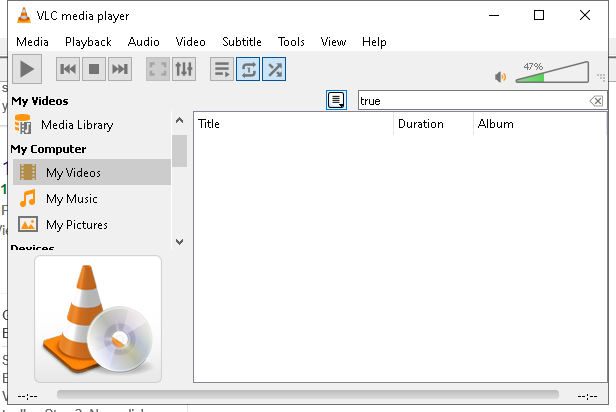 VLC media player
Media Playback Audio Video Subtitle Tools View Help
47%
My Videos
true
Media Library
Title Duration Album
My Computer
My Videos
My Music
My Pictures
Devices
--:-- --:--